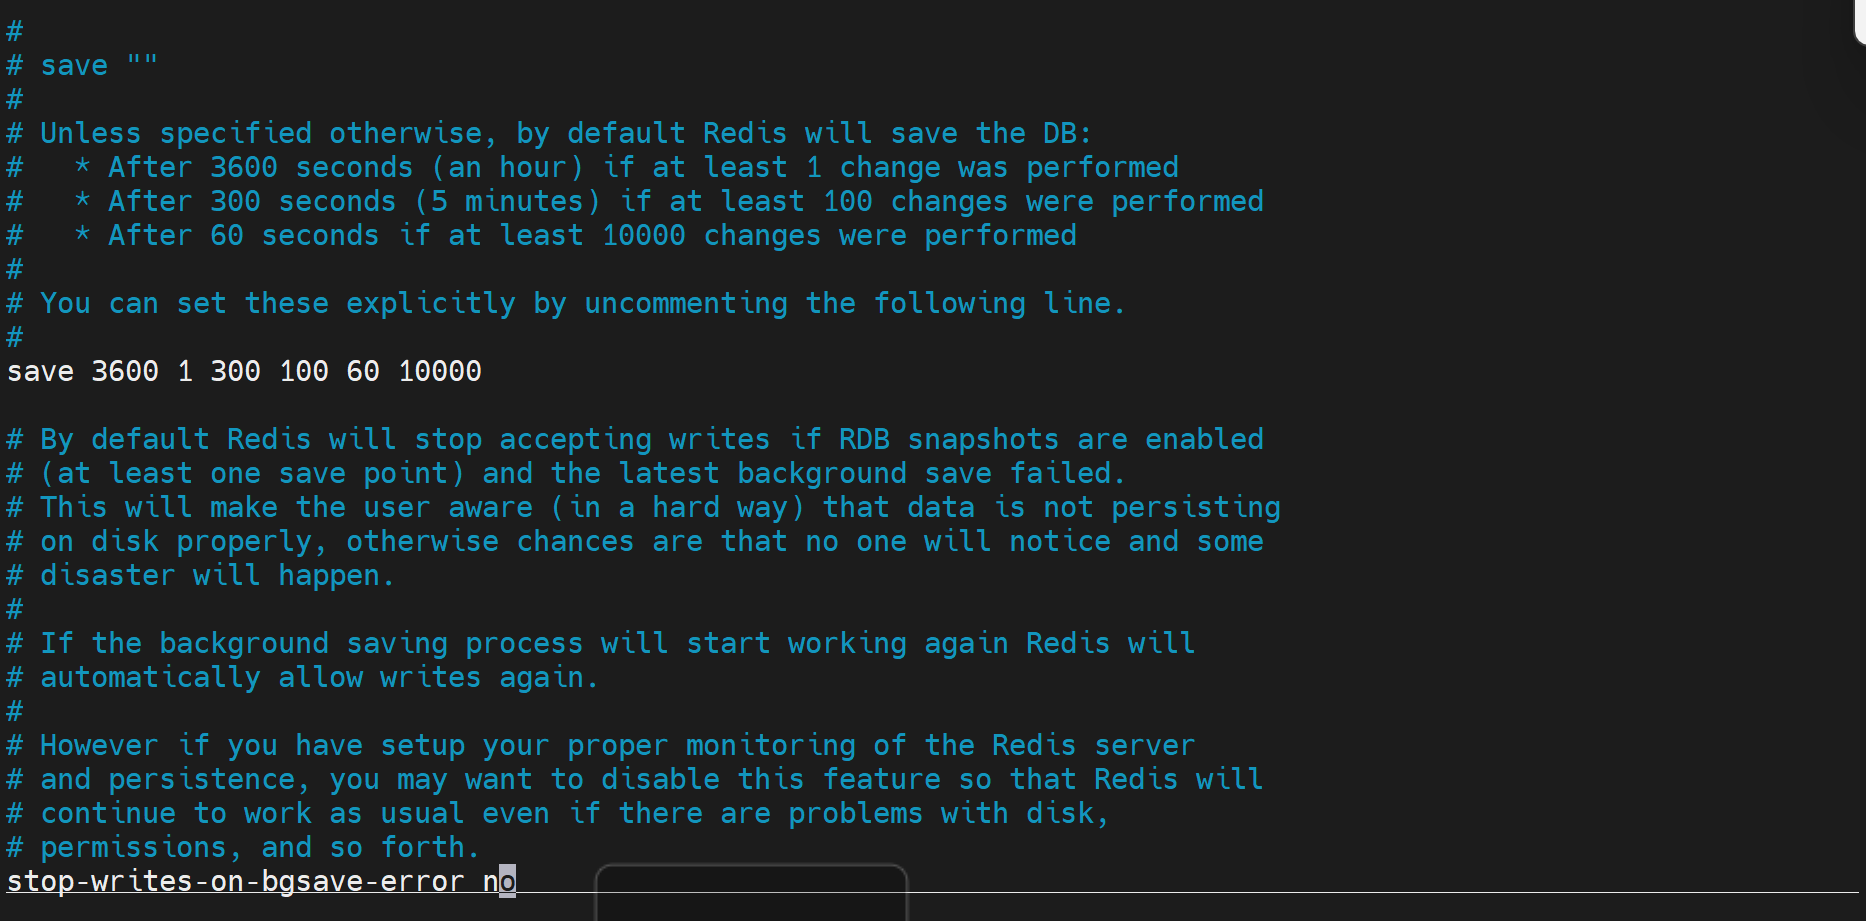 #
# save ""
#
# Unless specified otherwise, by default Redis will save the DB:
#   * After 3600 seconds (an hour) if at least 1 change was performed
#   * After 300 seconds (5 minutes) if at least 100 changes were performed
#   * After 60 seconds if at least 10000 changes were performed
#
# You can set these explicitly by uncommenting the following line.
#
save 3600 1 300 100 60 10000

# By default Redis will stop accepting writes if RDB snapshots are enabled
# (at least one save point) and the latest background save failed.
# This will make the user aware (in a hard way) that data is not persisting
# on disk properly, otherwise chances are that no one will notice and some
# disaster will happen.
#
# If the background saving process will start working again Redis will
# automatically allow writes again.
#
# However if you have setup your proper monitoring of the Redis server
# and persistence, you may want to disable this feature so that Redis will
# continue to work as usual even if there are problems with disk,
# permissions, and so forth.
stop-writes-on-bgsave-error no